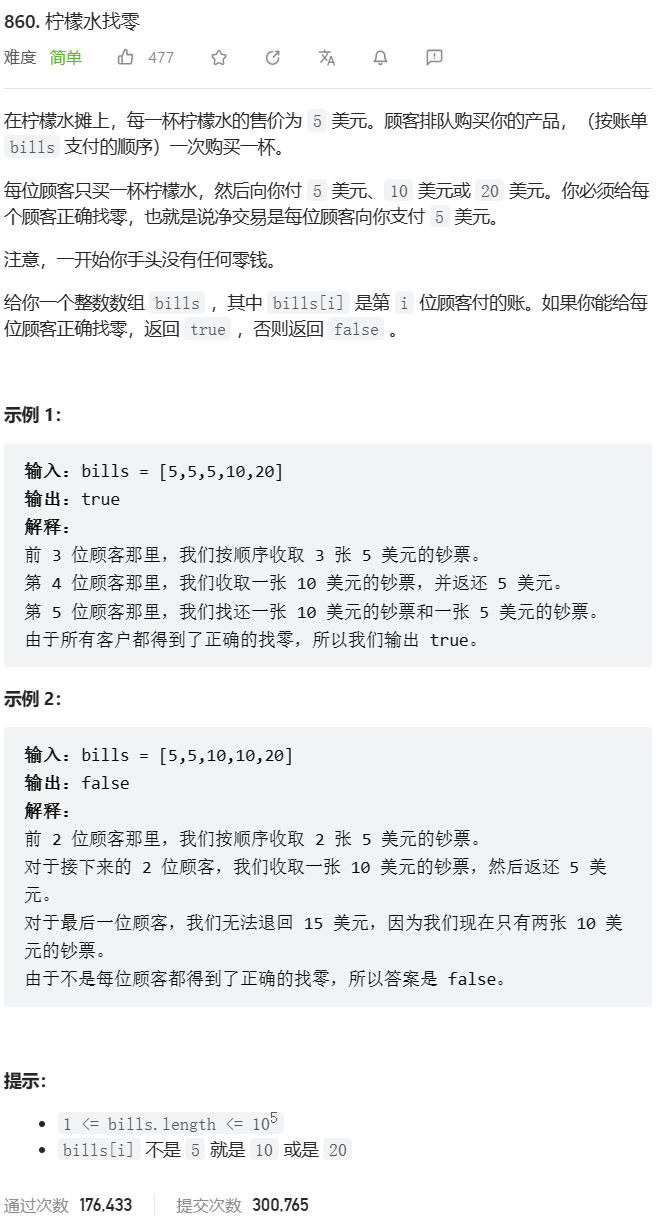 860. 柠檬水找零
难度 简单 477
在柠檬水摊上，每一杯柠檬水的售价为 5 美元。顾客排队购买你的产品，（按账单
bills 支付的顺序）一次购买一杯。
每位顾客只买一杯柠檬水，然后向你付 5 美元、10 美元或 20 美元。你必须给每
个顾客正确找零，也就是说净交易是每位顾客向你支付 5 美元。
注意，一开始你手头没有任何零钱。
给你一个整数数组 bills ，其中 bills[i] 是第 i 位顾客付的账。如果你能给每
位顾客正确找零，返回 true ，否则返回 false 。
示例 1：
输入：bills = [5,5,5,10,20]
输出：true
解释：
前 3 位顾客那里，我们按顺序收取 3 张 5 美元的钞票。
第 4 位顾客那里，我们收取一张 10 美元的钞票，并返还 5 美元。
第 5 位顾客那里，我们找还一张 10 美元的钞票和一张 5 美元的钞票。
由于所有客户都得到了正确的找零，所以我们输出 true。
示例 2：
输入：bills = [5,5,10,10,20]
输出：false
解释：
前 2 位顾客那里，我们按顺序收取 2 张 5 美元的钞票。
对于接下来的 2 位顾客，我们收取一张 10 美元的钞票，然后返还 5 美
元。
对于最后一位顾客，我们无法退回 15 美元，因为我们现在只有两张 10 美
元的钞票。
由于不是每位顾客都得到了正确的找零，所以答案是 false。
提示：
• 1 <= bills.length <= 10⁵
• bills[i] 不是 5 就是 10 或是 20
通过次数 176,433 提交次数 300,765